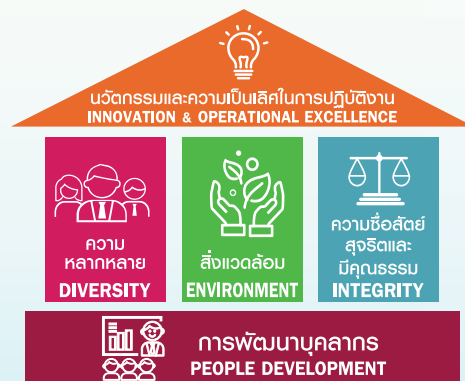 นวัตกรรมและความเป็นเลิศในการปฏิบัติงาน
INNOVATION & OPERATIONAL EXCELLENCE
ความ
หลากหลาย
DIVERSITY
สิ่งแวดล้อม
ENVIRONMENT
ความซื่อสัตย์
สุจริตและ
มีคุณธรรม
INTEGRITY
การพัฒนาบุคลากร
PEOPLE DEVELOPMENT